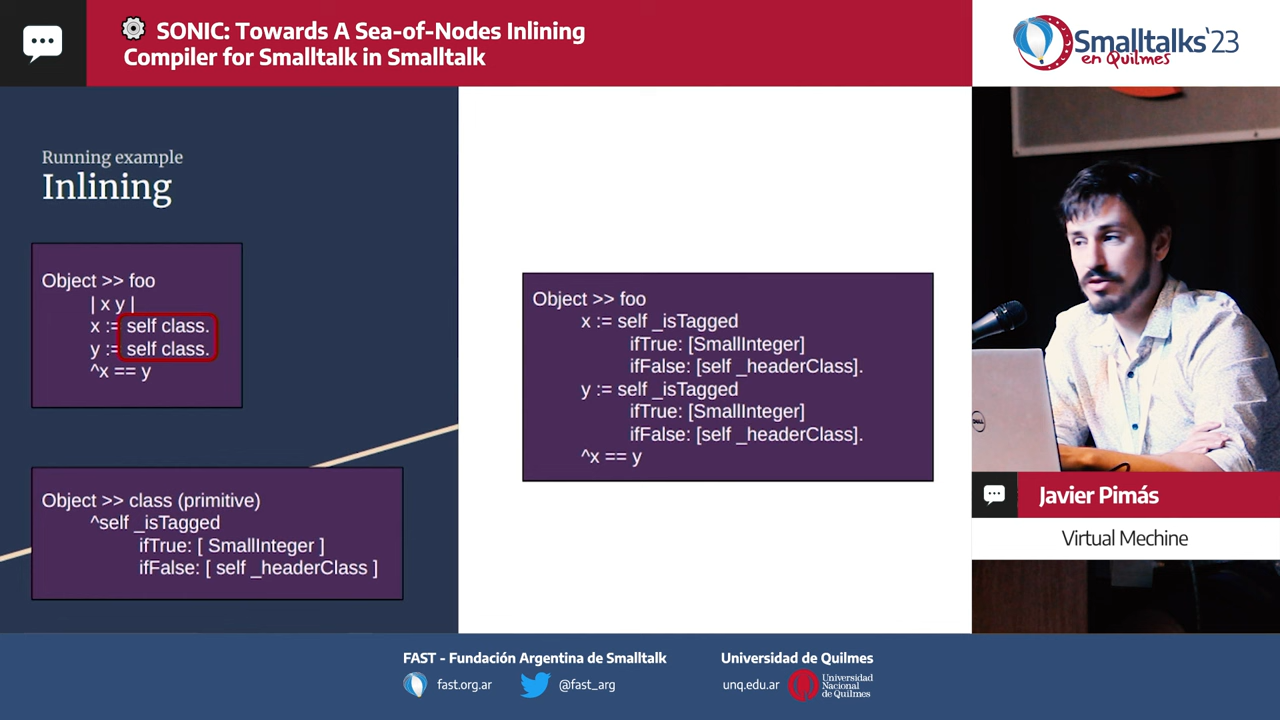 SONIC: Towards A Sea-of-Nodes Inlining
Compiler for Smalltalk in Smalltalk
Smalltalks'23
en Quilmes
Running example
Inlining
Object >> foo
| x y |
x := self class.
y := self class.
^x == y
Object >> class (primitive)
^self _isTagged
ifTrue: [ SmallInteger ]
ifFalse: [ self _headerClass ]
Object >> foo
x := self _isTagged
ifTrue: [SmallInteger]
ifFalse: [self _headerClass].
y := self _isTagged
ifTrue: [SmallInteger]
ifFalse: [self _headerClass].
^x == y
DELL
Javier Pimás
Virtual Mechine
FAST - Fundación Argentina de Smalltalk
fast.org.ar
@fast_arg
Universidad de Quilmes
unq.edu.ar
Universidad
Nacional
de Quilmes